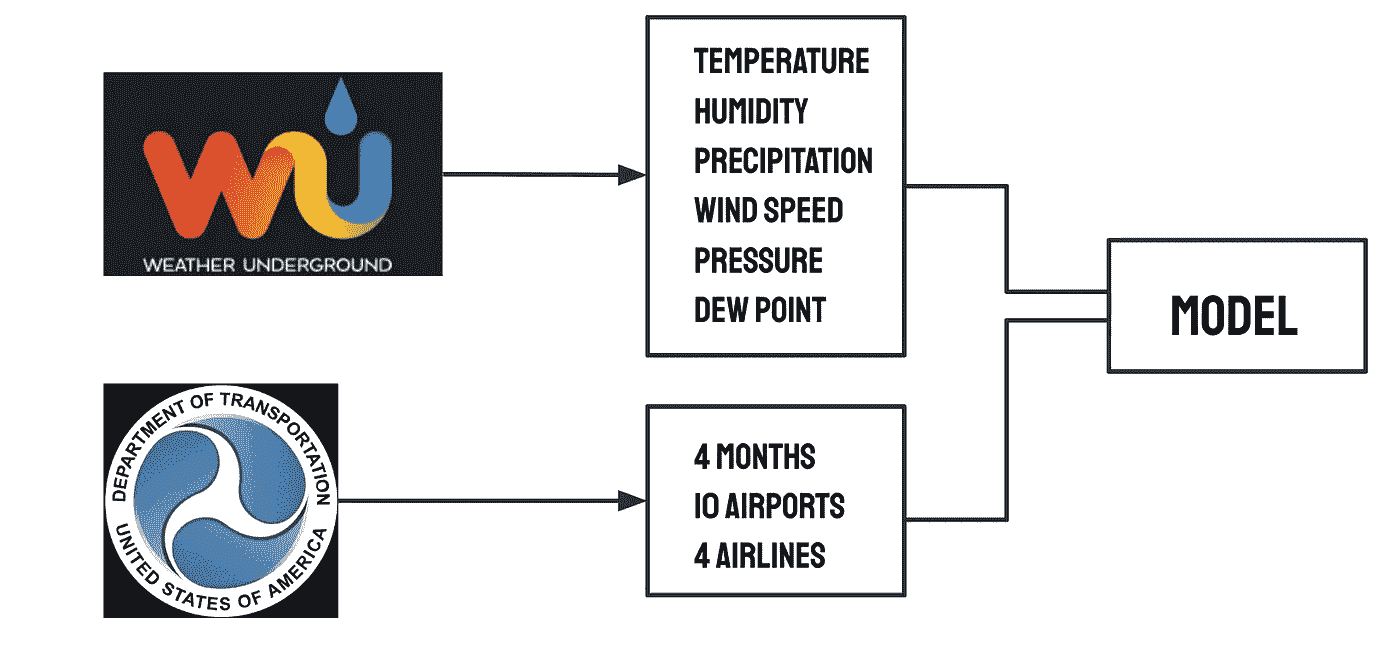 WU
WEATHER UNDERGROUND
TEMPERATURE
HUMIDITY
PRECIPITATION
WIND SPEED
PRESSURE
DEW POINT
DEPARTMENT OF TRANSPORTATION
UNITED STATES OF AMERICA
4 MONTHS
10 AIRPORTS
4 AIRLINES
MODEL